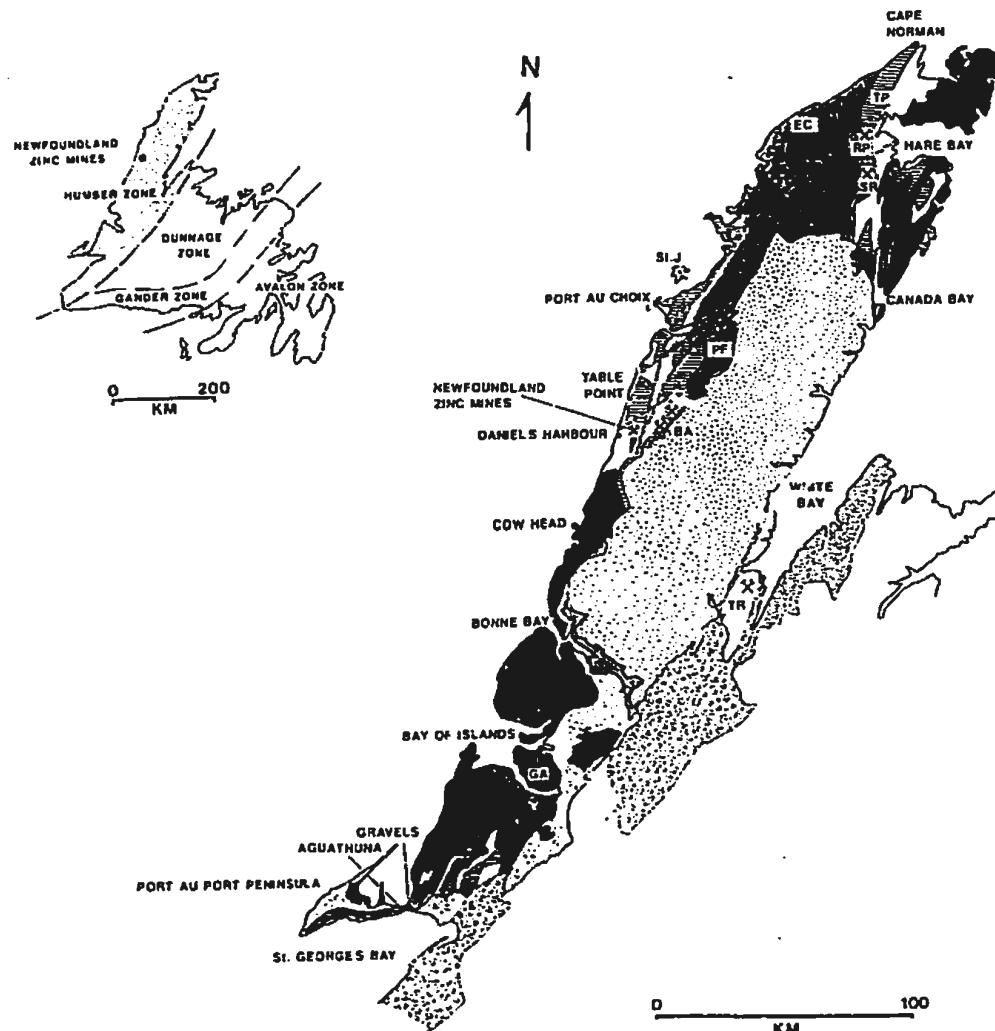 CAPE
NORMAN
N
TP
EC
RP
HARE BAY
SR
NEWFOUNDLAND
ZINC MINES
HUMBER ZONE
DUNNAGE
ZONE
GANDER ZONE
AVALON ZONE
0 200
KM
St.J
PORT AU CHOIX
CANADA BAY
PF
TABLE
POINT
NEWFOUNDLAND
ZINC MINES
DANIELS HARBOUR
BA
WHITE
BAY
COW HEAD
TR
BONNE BAY
BAY OF ISLANDS
GA
GRAVELS
AGUATHUNA
PORT AU PORT PENINSULA
St. GEORGES BAY
0 100
KM